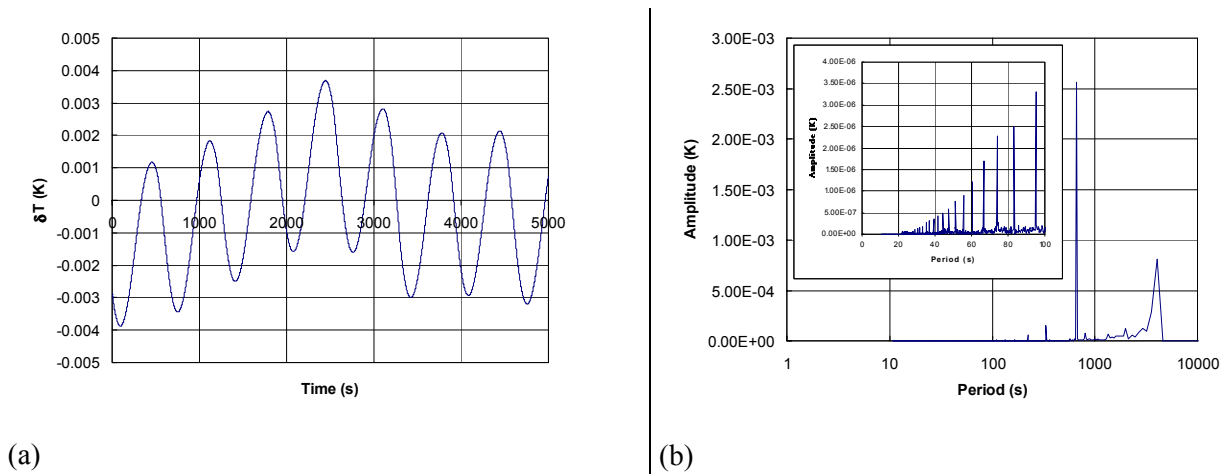 0.005
0.004
0.003
0.002
0.001
0
-0.001
-0.002
-0.003
-0.004
-0.005
δT (K)
0 1000 2000 3000 4000 5000
Time (s)
(a)
3.00E-03
2.50E-03
2.00E-03
1.50E-03
1.00E-03
5.00E-04
0.00E+00
Amplitude (K)
1 10 100 1000 10000
Period (s)
4.00E-06
3.50E-06
3.00E-06
2.50E-06
2.00E-06
1.50E-06
1.00E-06
5.00E-07
0.00E+00
Amplitude (K)
0 20 40 60 80 100
Period (s)
(b)